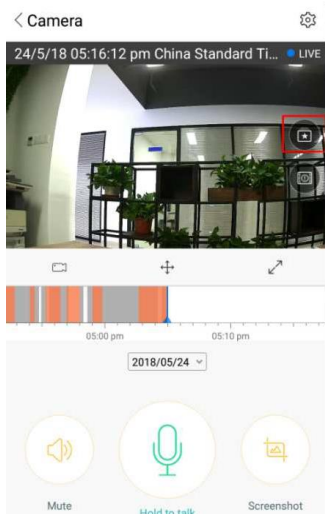 Camera
24/5/18 05:16:12 pm China Standard Ti... LIVE
05:00 pm 05:10 pm
2018/05/24
Mute Hold to talk Screenshot